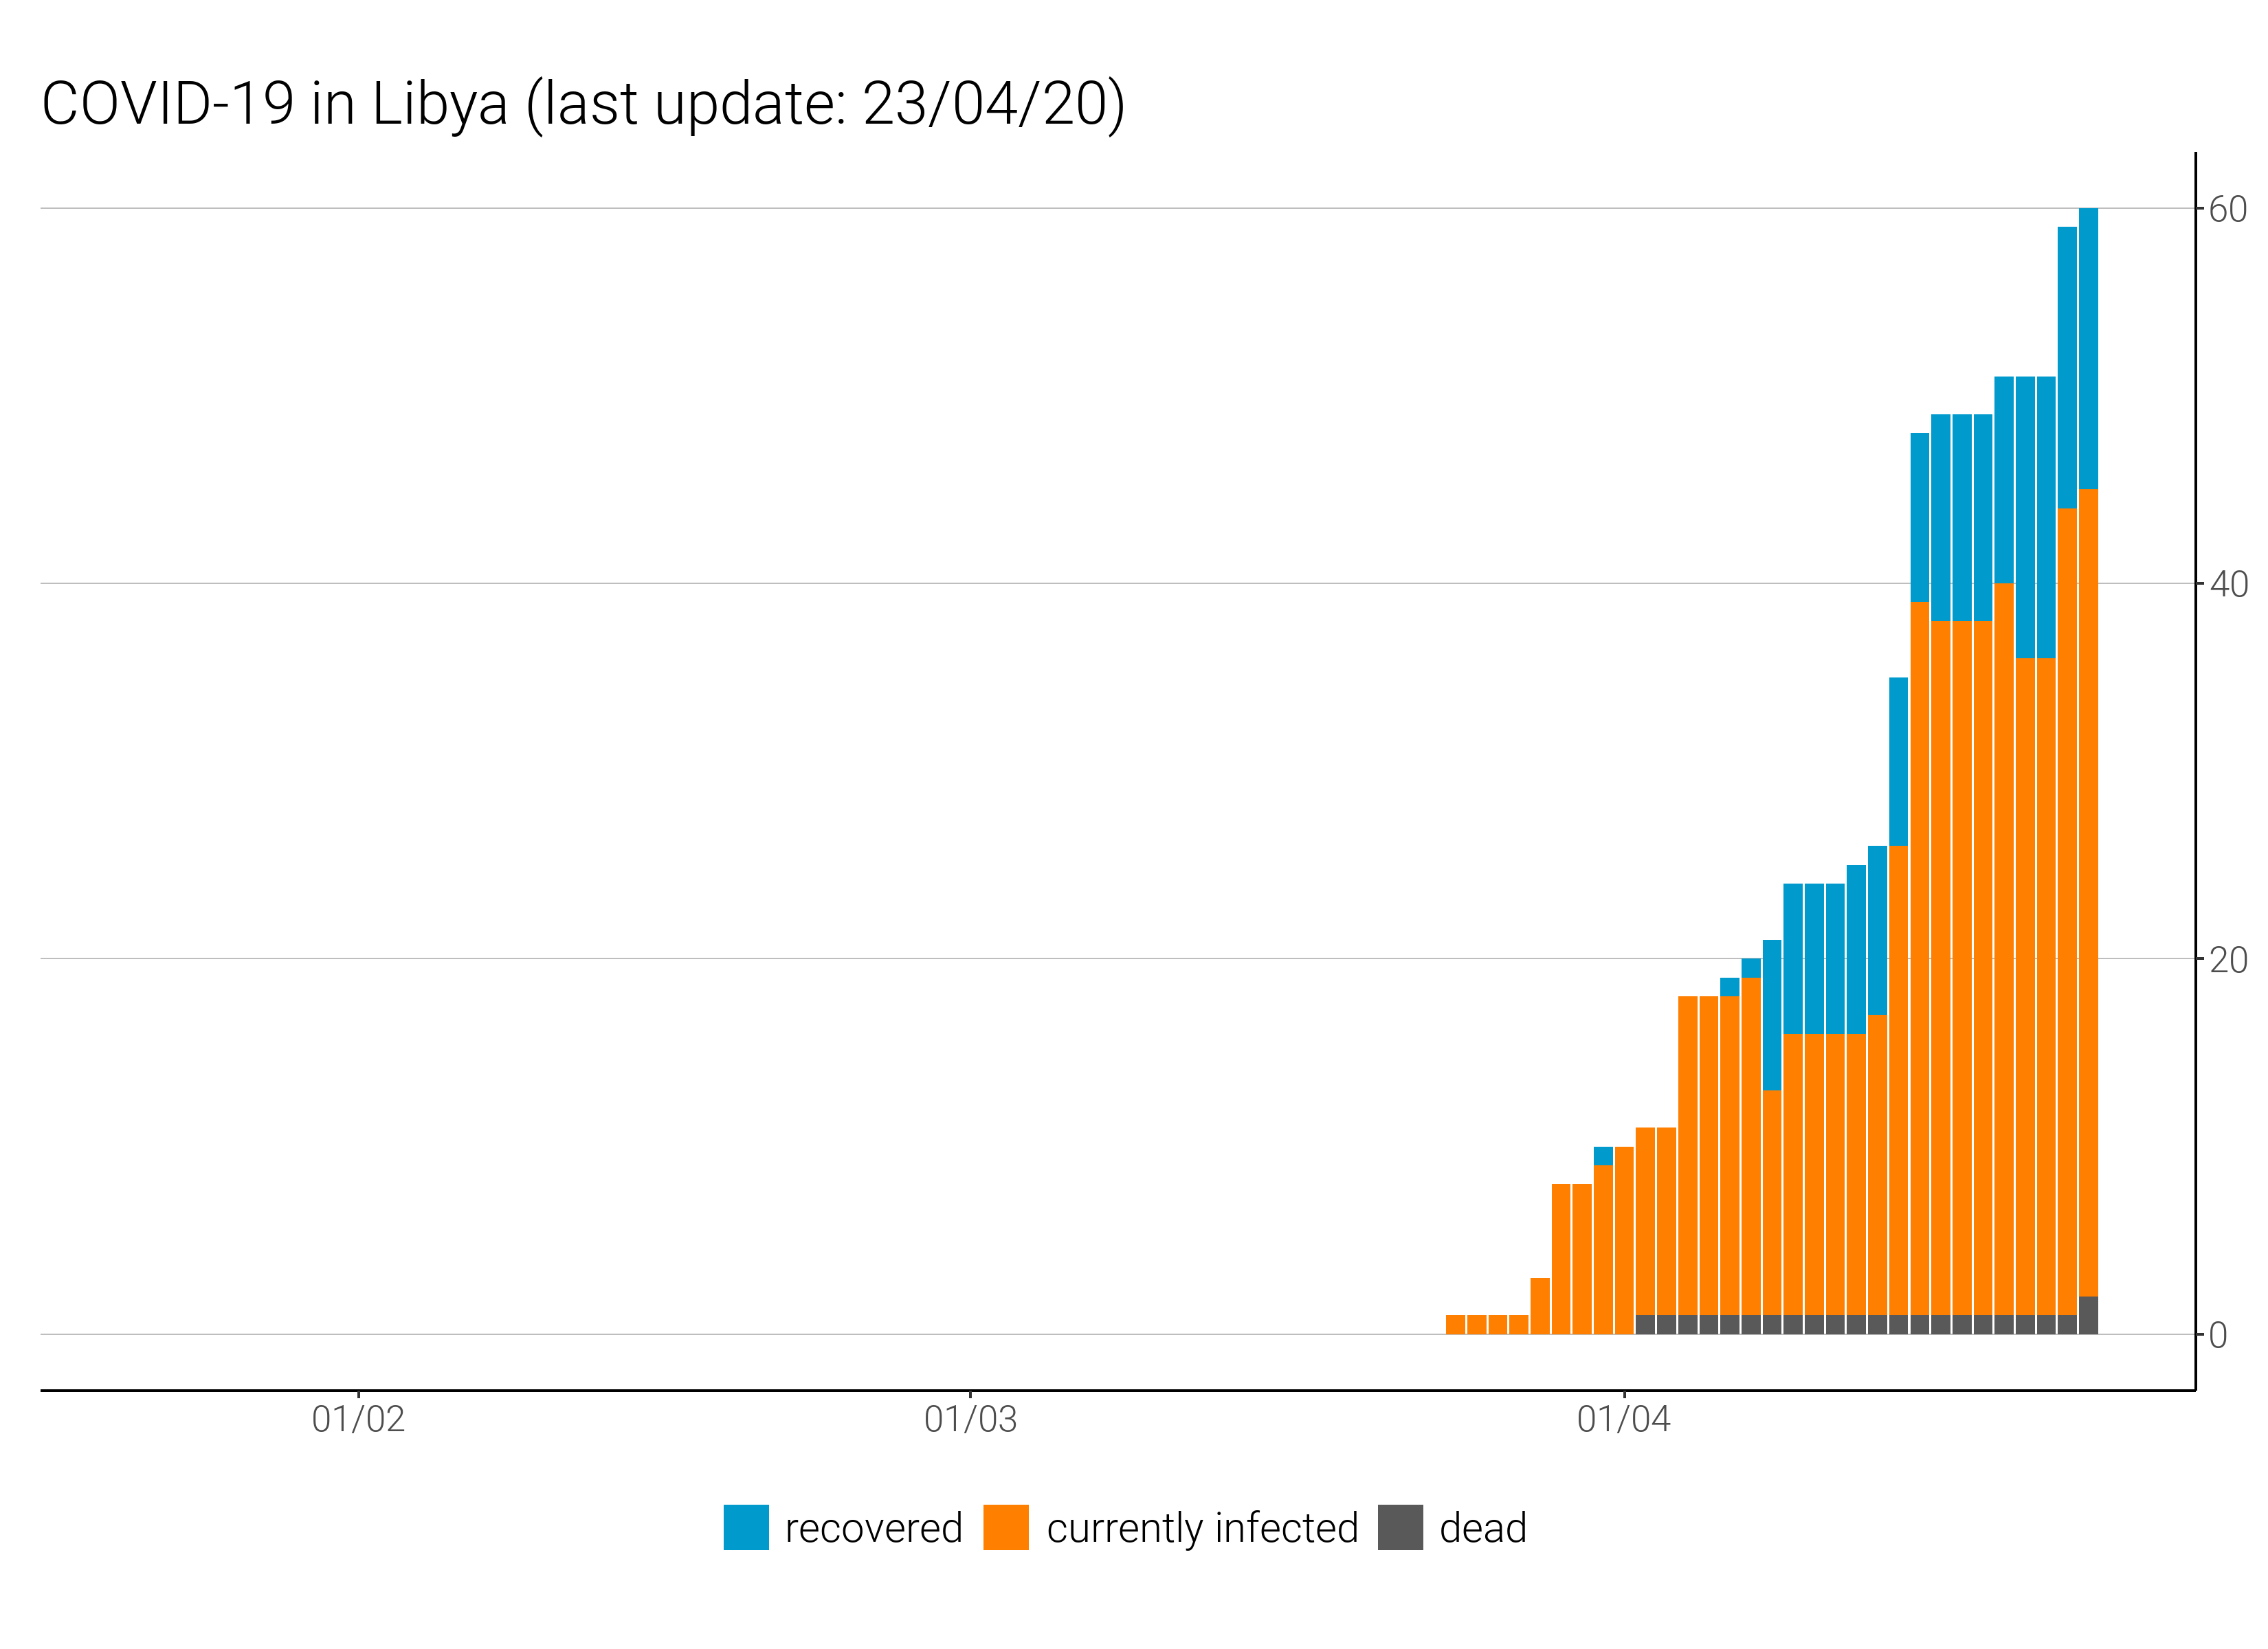 COVID-19 in Libya (last update: 23/04/20)
60
40
20
0
01/02 01/03 01/04
recovered currently infected dead